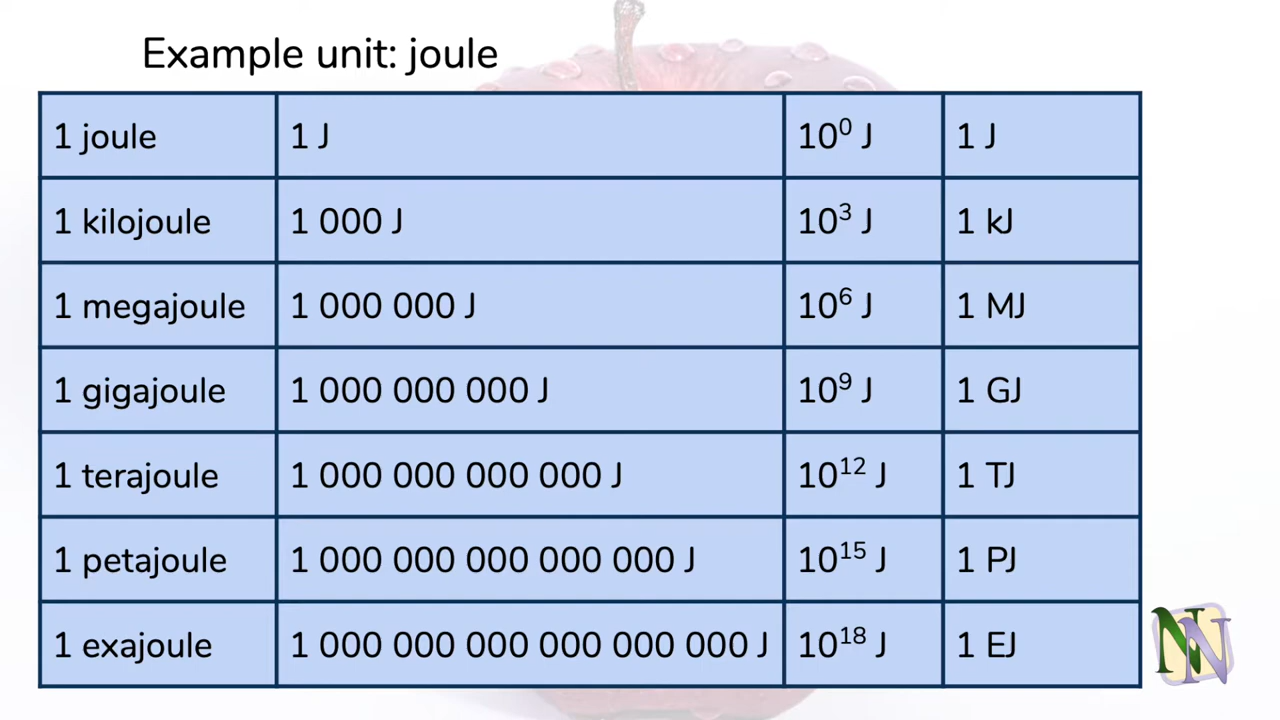 Example unit: joule
1 joule 1 J 10⁰ J 1 J
1 kilojoule 1 000 J 10³ J 1 kJ
1 megajoule 1 000 000 J 10⁶ J 1 MJ
1 gigajoule 1 000 000 000 J 10⁹ J 1 GJ
1 terajoule 1 000 000 000 000 J 10¹² J 1 TJ
1 petajoule 1 000 000 000 000 000 J 10¹⁵ J 1 PJ
1 exajoule 1 000 000 000 000 000 000 J 10¹⁸ J 1 EJ
NN